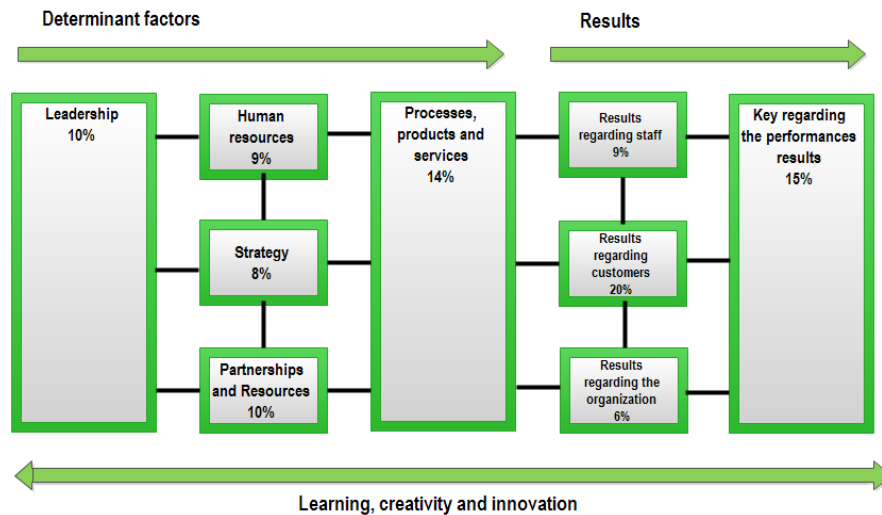 Determinant factors
Results
Leadership
10%
Human
resources
9%
Strategy
8%
Partnerships
and Resources
10%
Processes,
products and
services
14%
Results
regarding staff
9%
Results
regarding
customers
20%
Results
regarding the
organization
6%
Key regarding
the performances
results
15%
Learning, creativity and innovation